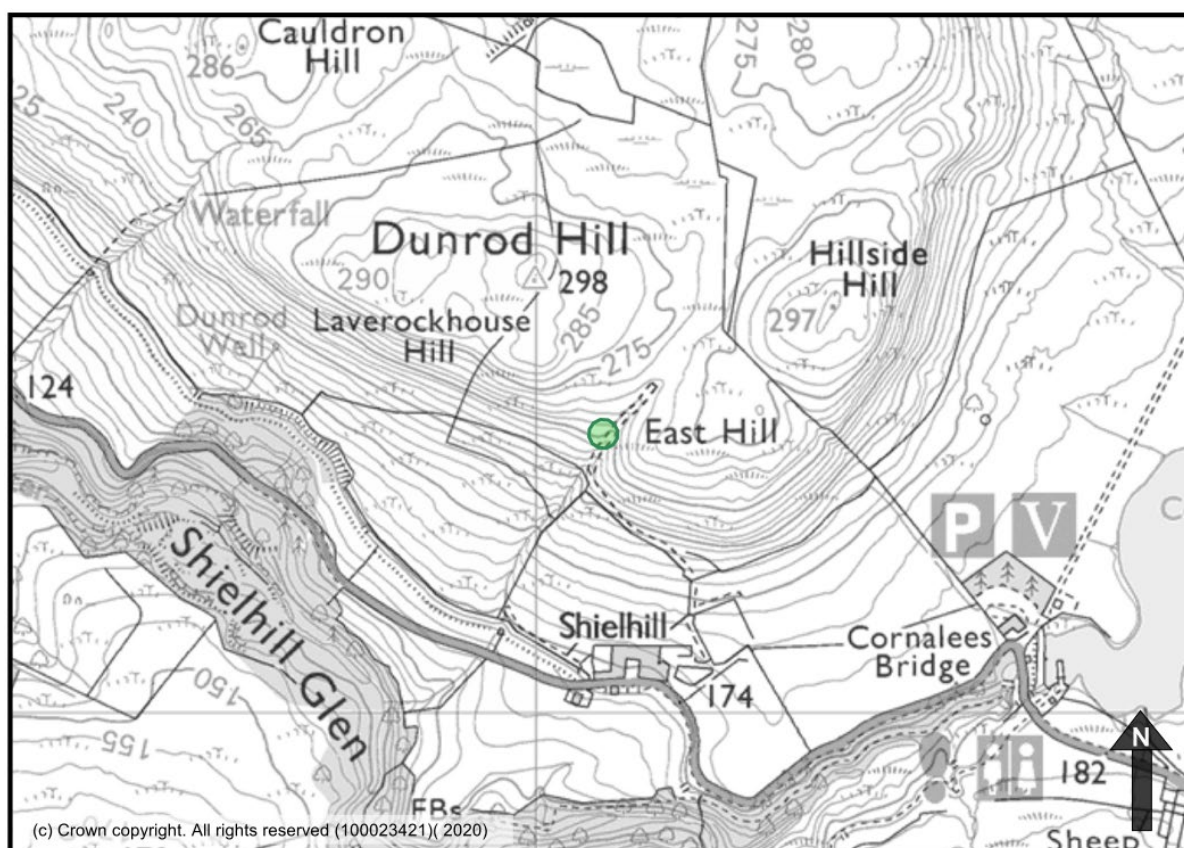 Cauldron
Hill
286
275
280
25
240
265
Waterfall
Dunrod Hill
290
298
Hillside
Hill
297
Dunrod
Well
Laverockhouse
Hill
285
275
124
East Hill
P
V
C
Shielhill Glen
Shielhill
Cornalees
Bridge
174
150
155
N
182
FBs
Sheep
(c) Crown copyright. All rights reserved (100023421)( 2020)